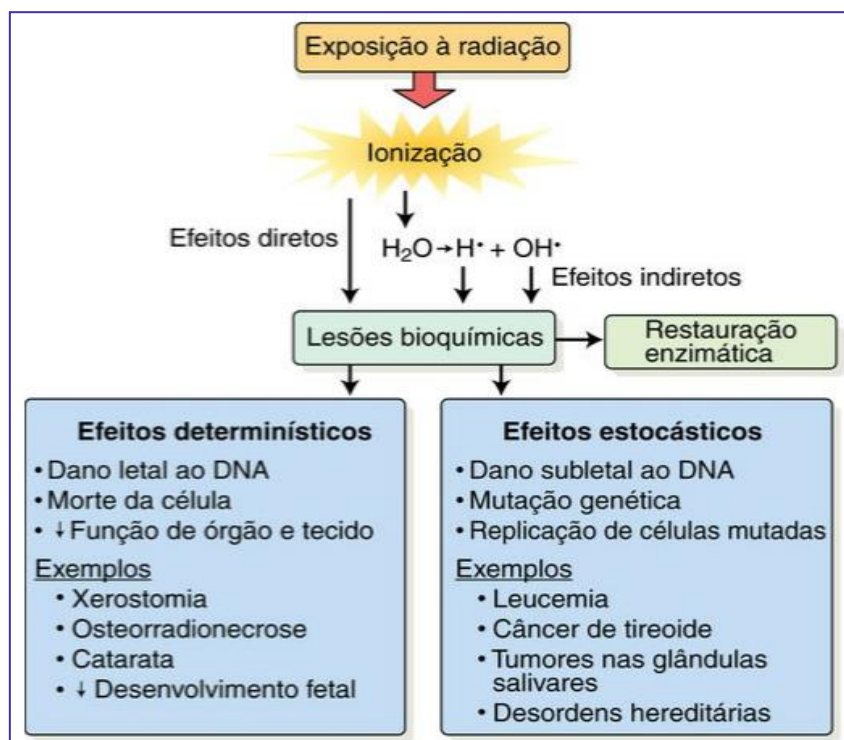 Exposição à radiação
Ionização
Efeitos diretos
H₂O→H• + OH•
Efeitos indiretos
Lesões bioquímicas
Restauração
enzimática
Efeitos determinísticos
• Dano letal ao DNA
• Morte da célula
• ↓Função de órgão e tecido
Exemplos
• Xerostomia
• Osteorradionecrose
• Catarata
• ↓ Desenvolvimento fetal
Efeitos estocásticos
• Dano subletal ao DNA
• Mutação genética
• Replicação de células mutadas
Exemplos
• Leucemia
• Câncer de tireoide
• Tumores nas glândulas
salivares
• Desordens hereditárias